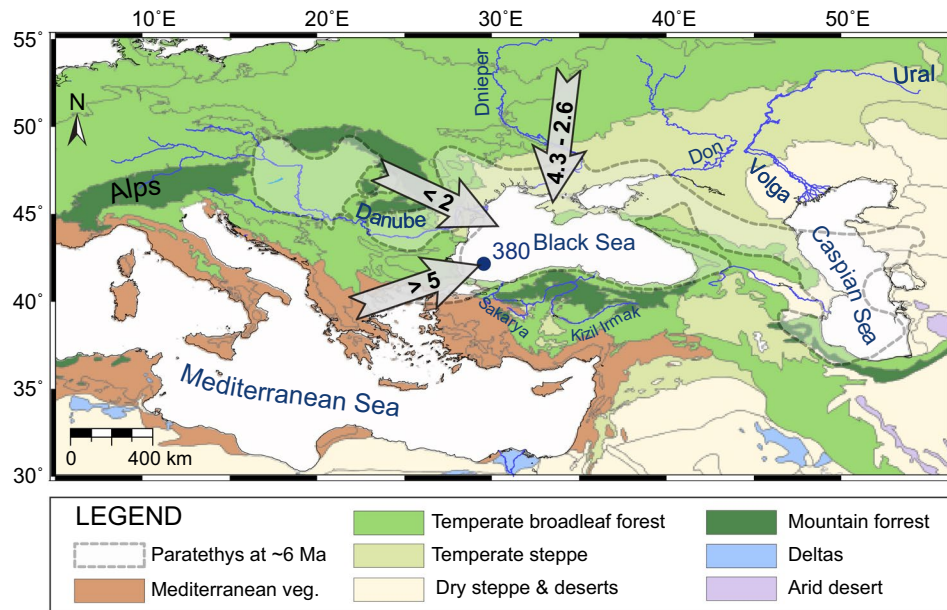 10˚E 20˚E 30˚E 40˚E 50˚E
55˚
50˚
45˚
40˚
35˚
30˚
N
Dnieper
Ural
4.3 - 2.6
Don
Volga
Alps
< 2
Danube
380
Black Sea
Caspian Sea
> 5
Sakarya
Kizil Irmak
Mediterranean Sea
0 400 km
LEGEND
Paratethys at ~6 Ma
Mediterranean veg.
Temperate broadleaf forest
Temperate steppe
Dry steppe & deserts
Mountain forrest
Deltas
Arid desert